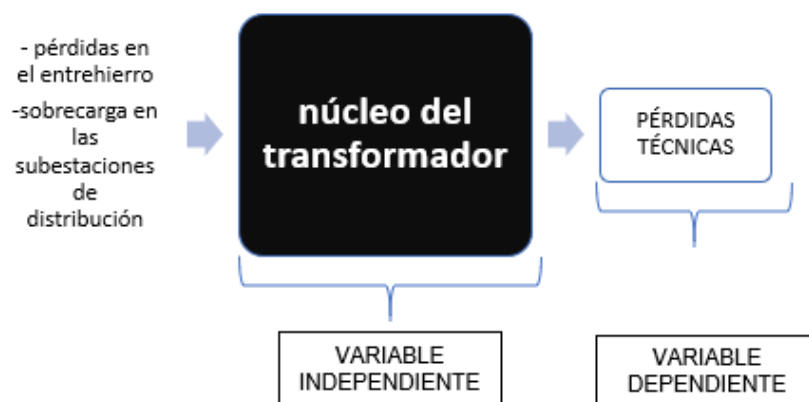 - pérdidas en
el entrehierro
-sobrecarga en
las
subestaciones
de
distribución
núcleo del
transformador
PÉRDIDAS
TÉCNICAS
VARIABLE
INDEPENDIENTE
VARIABLE
DEPENDIENTE